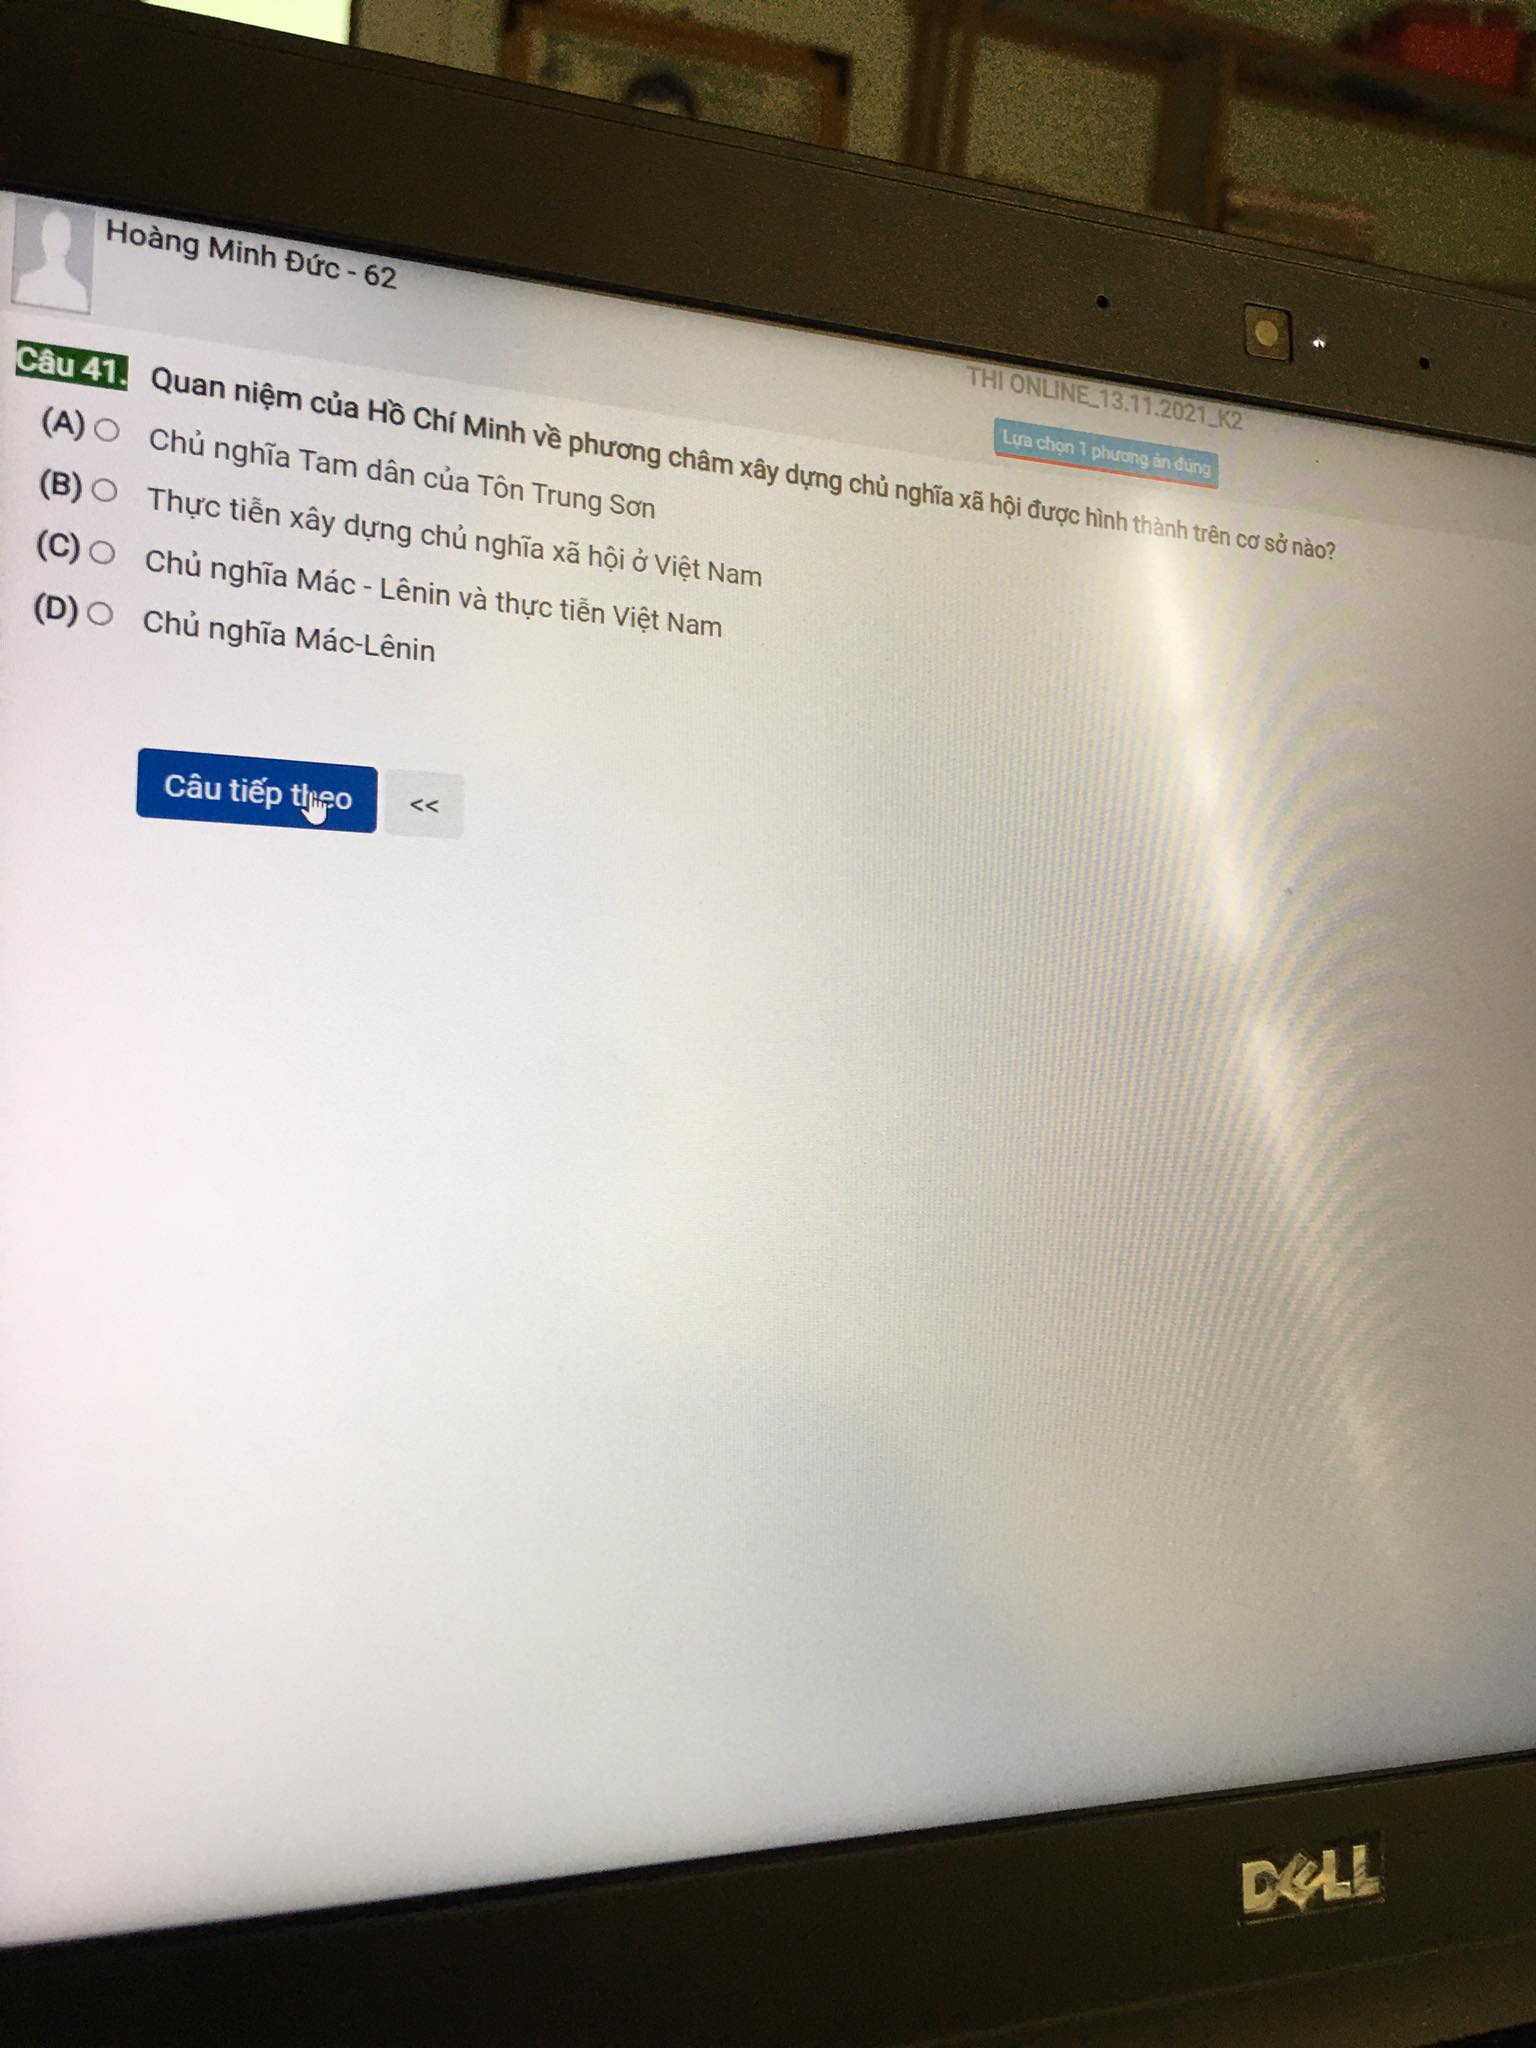 Hoàng Minh Đức - 62
THI ONLINE_13.11.2021_K2
Lựa chọn 1 phương án đúng
Câu 41. Quan niệm của Hồ Chí Minh về phương châm xây dựng chủ nghĩa xã hội được hình thành trên cơ sở nào?
(A) Chủ nghĩa Tam dân của Tôn Trung Sơn
(B) Thực tiễn xây dựng chủ nghĩa xã hội ở Việt Nam
(C) Chủ nghĩa Mác - Lênin và thực tiễn Việt Nam
(D) Chủ nghĩa Mác-Lênin
Câu tiếp theo <<
DELL